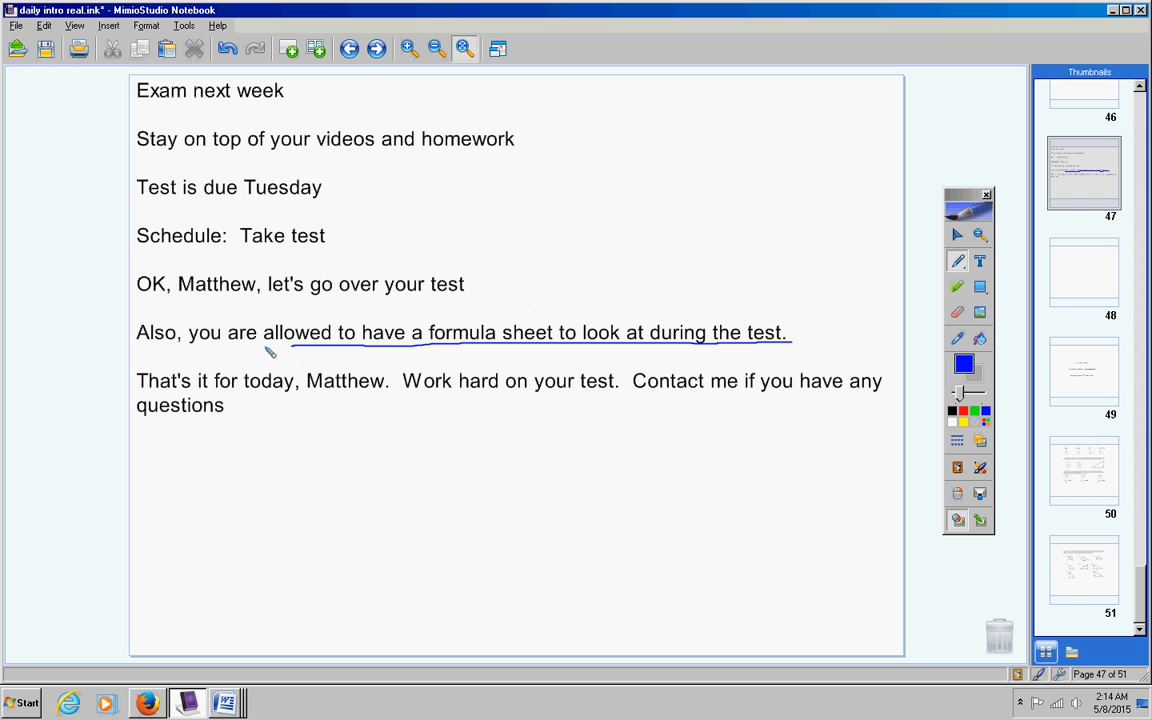 daily intro real.ink* - MimioStudio Notebook
File Edit View Insert Format Tools Help
Exam next week
Stay on top of your videos and homework
Test is due Tuesday
Schedule:  Take test
OK, Matthew, let's go over your test
Also, you are allowed to have a formula sheet to look at during the test.
That's it for today, Matthew.  Work hard on your test.  Contact me if you have any
questions
Thumbnails
46
47
48
49
50
51
Page 47 of 51
Start
2:14 AM
5/8/2015